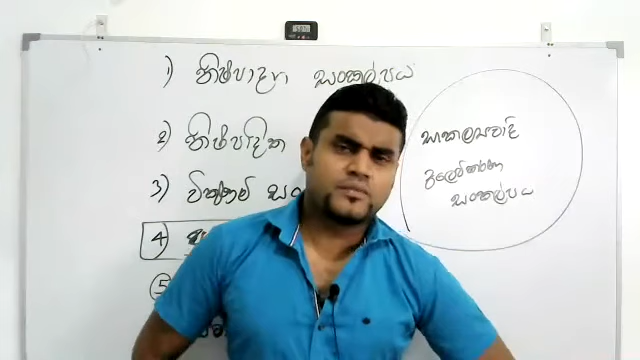 1) නිෂ්පාදන සංකල්පය
2) නිෂ්පාදිත
3) විකුණුම් සං
4)
5
සාකල්‍යවාදී
අලෙවිකරණ
සංකල්පය